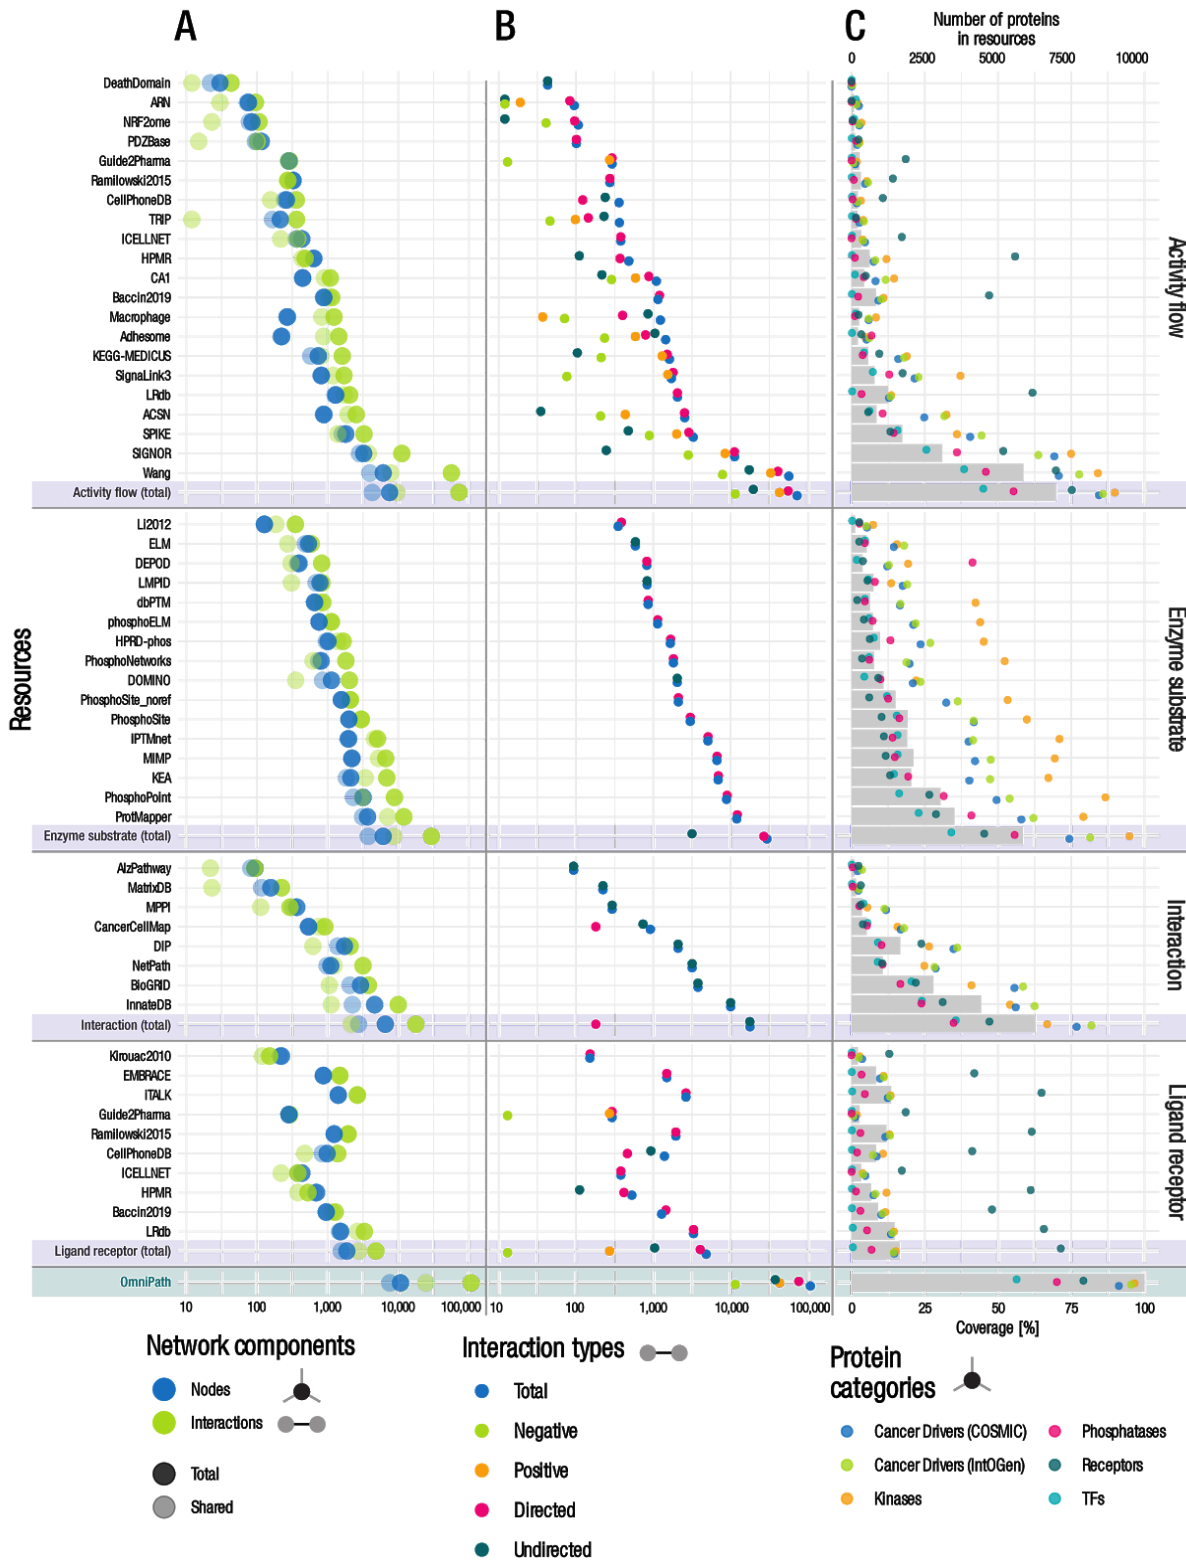 A
B
C
Number of proteins
in resources
0 2500 5000 7500 10000
DeathDomain
ARN
NRF2ome
PDZBase
Guide2Pharma
Ramilowski2015
CellPhoneDB
TRIP
ICELLNET
HPMR
CA1
Baccin2019
Macrophage
Adhesome
KEGG-MEDICUS
SignaLink3
LRdb
ACSN
SPIKE
SIGNOR
Wang
Activity flow (total)
Activity flow
Li2012
ELM
DEPOD
LMPID
dbPTM
phosphoELM
HPRD-phos
PhosphoNetworks
DOMINO
PhosphoSite_noref
PhosphoSite
IPTMnet
MIMP
KEA
PhosphoPoint
ProtMapper
Enzyme substrate (total)
Enzyme substrate
Resources
AlzPathway
MatrixDB
MPPI
CancerCellMap
DIP
NetPath
BioGRID
InnateDB
Interaction (total)
Interaction
Kirouac2010
EMBRACE
iTALK
Guide2Pharma
Ramilowski2015
CellPhoneDB
ICELLNET
HPMR
Baccin2019
LRdb
Ligand receptor (total)
Ligand receptor
OmniPath
10 100 1,000 10,000 100,000
10 100 1,000 10,000 100,000
0 25 50 75 100
Coverage [%]
Network components
Nodes
Interactions
Total
Shared
Interaction types
Total
Negative
Positive
Directed
Undirected
Protein
categories
Cancer Drivers (COSMIC)
Cancer Drivers (IntOGen)
Kinases
Phosphatases
Receptors
TFs